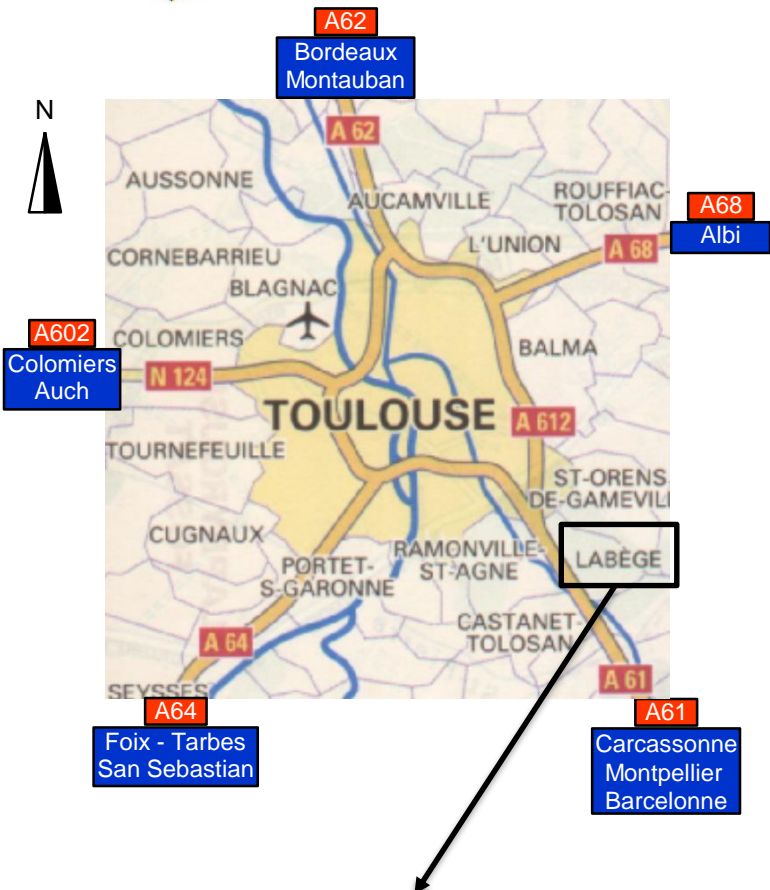 A62
Bordeaux
Montauban
N
A 62
AUSSONNE
AUCAMVILLE
ROUFFIAC-
TOLOSAN
A68
Albi
L'UNION
A 68
CORNEBARRIEU
BLAGNAC
A602
Colomiers
Auch
COLOMIERS
BALMA
N 124
TOULOUSE
A 612
TOURNEFEUILLE
ST-ORENS
DE-GAMEVIL
CUGNAUX
RAMONVILLE-
ST-AGNE
LABÈGE
PORTET-
S-GARONNE
CASTANET-
TOLOSAN
A 64
A 61
SEYSSES
A64
Foix - Tarbes
San Sebastian
A61
Carcassonne
Montpellier
Barcelonne